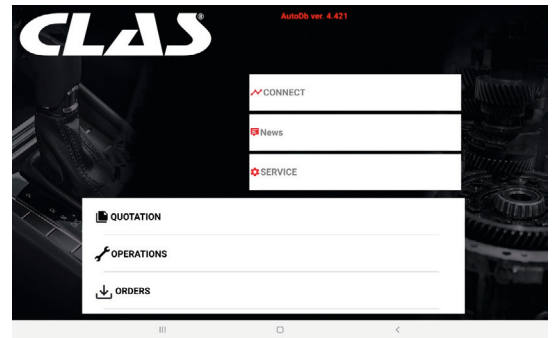 CLAS®
AutoDb ver. 4.421
CONNECT
News
SERVICE
QUOTATION
OPERATIONS
ORDERS